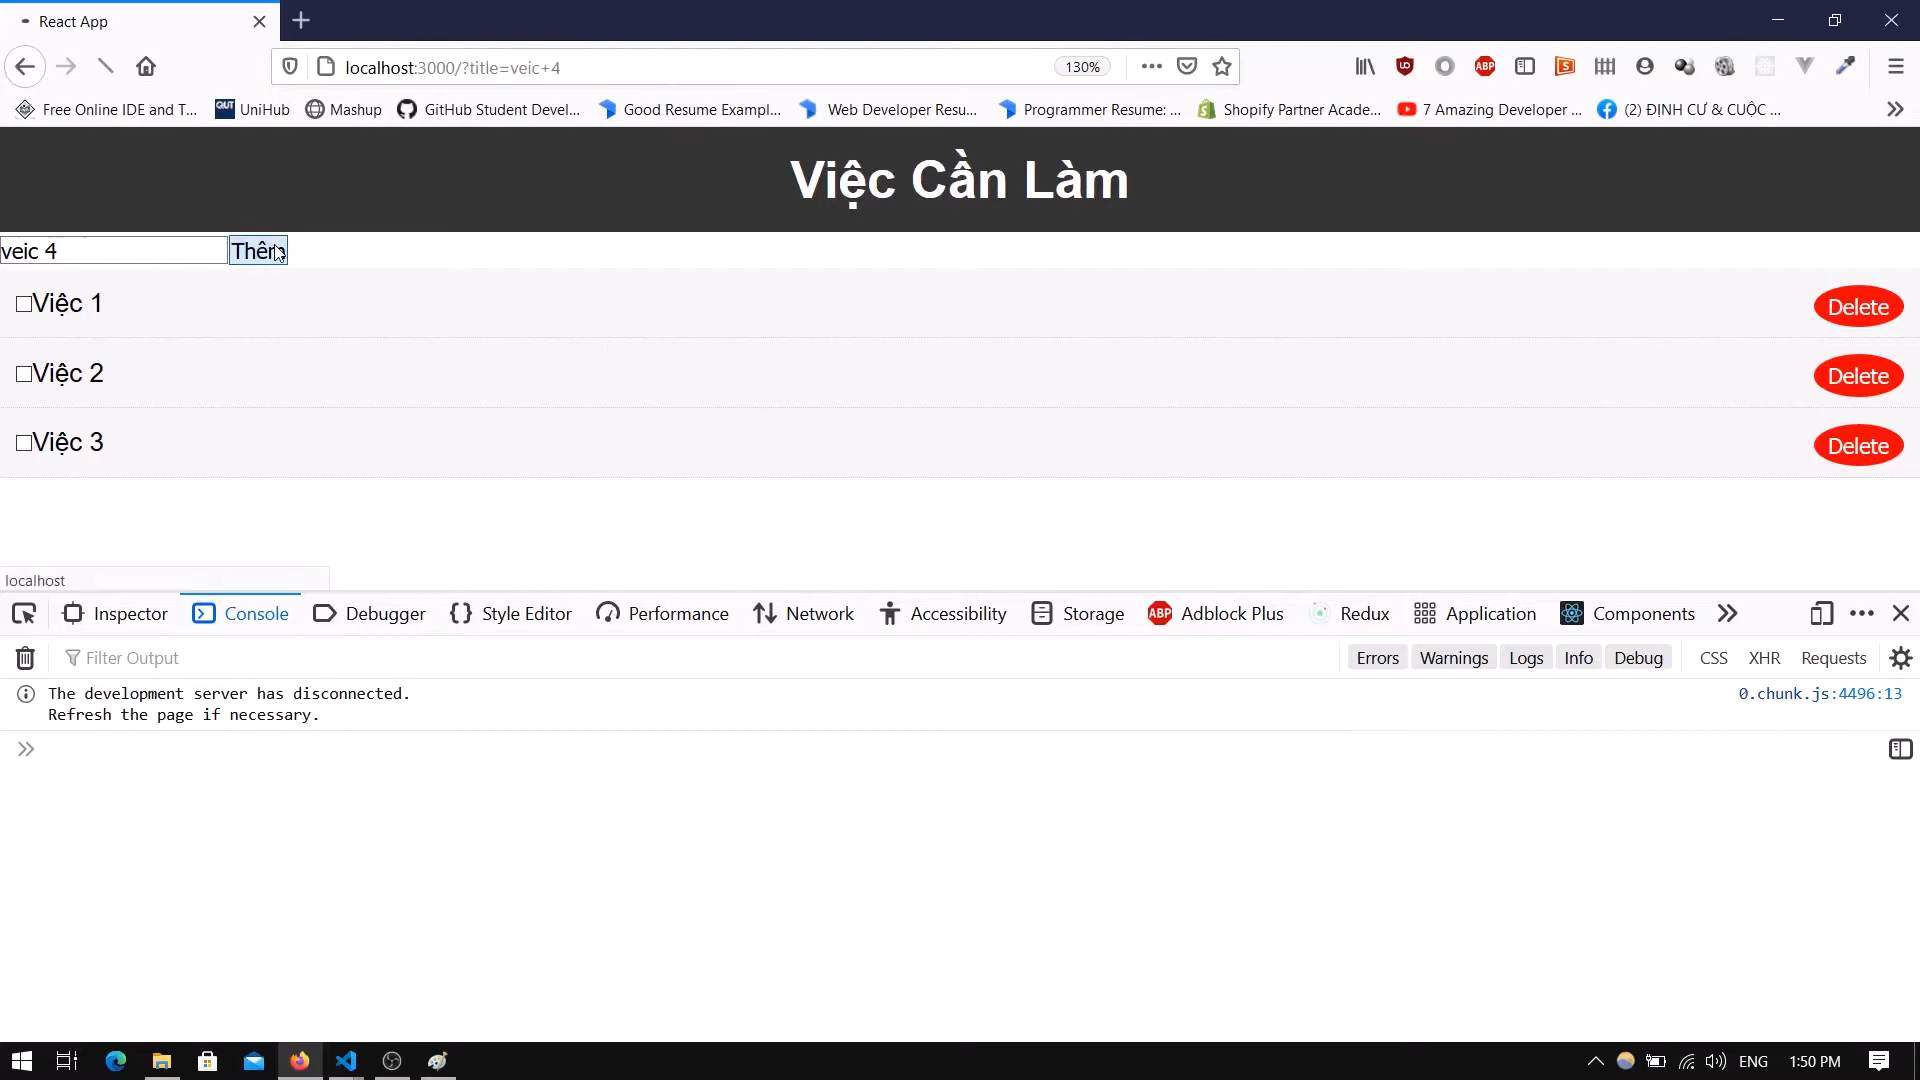 React App
localhost:3000/?title=veic+4
130%
Free Online IDE and T...
UniHub
Mashup
GitHub Student Devel...
Good Resume Exampl...
Web Developer Resu...
Programmer Resume: ...
Shopify Partner Acade...
7 Amazing Developer ...
(2) ĐỊNH CƯ & CUỘC ...
Việc Cần Làm
veic 4
Thêm
Việc 1
Delete
Việc 2
Delete
Việc 3
Delete
localhost
Inspector
Console
Debugger
Style Editor
Performance
Network
Accessibility
Storage
ABP
Adblock Plus
Redux
Application
Components
Filter Output
Errors
Warnings
Logs
Info
Debug
CSS
XHR
Requests
The development server has disconnected.
Refresh the page if necessary.
0.chunk.js:4496:13
ENG
1:50 PM